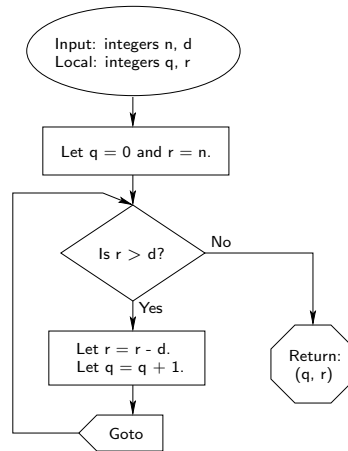 Input: integers n, d
Local: integers q, r
Let q = 0 and r = n.
Is r > d?
No
Yes
Let r = r - d.
Let q = q + 1.
Return:
(q, r)
Goto